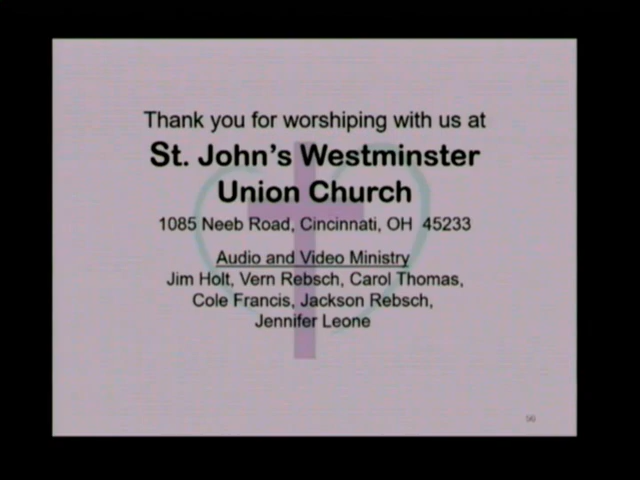 Thank you for worshiping with us at
St. John's Westminster
Union Church
1085 Neeb Road, Cincinnati, OH 45233
Audio and Video Ministry
Jim Holt, Vern Rebsch, Carol Thomas,
Cole Francis, Jackson Rebsch,
Jennifer Leone